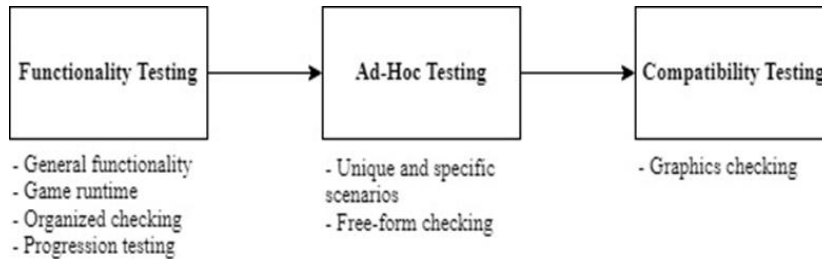 Functionality Testing
- General functionality
- Game runtime
- Organized checking
- Progression testing
Ad-Hoc Testing
- Unique and specific
scenarios
- Free-form checking
Compatibility Testing
- Graphics checking